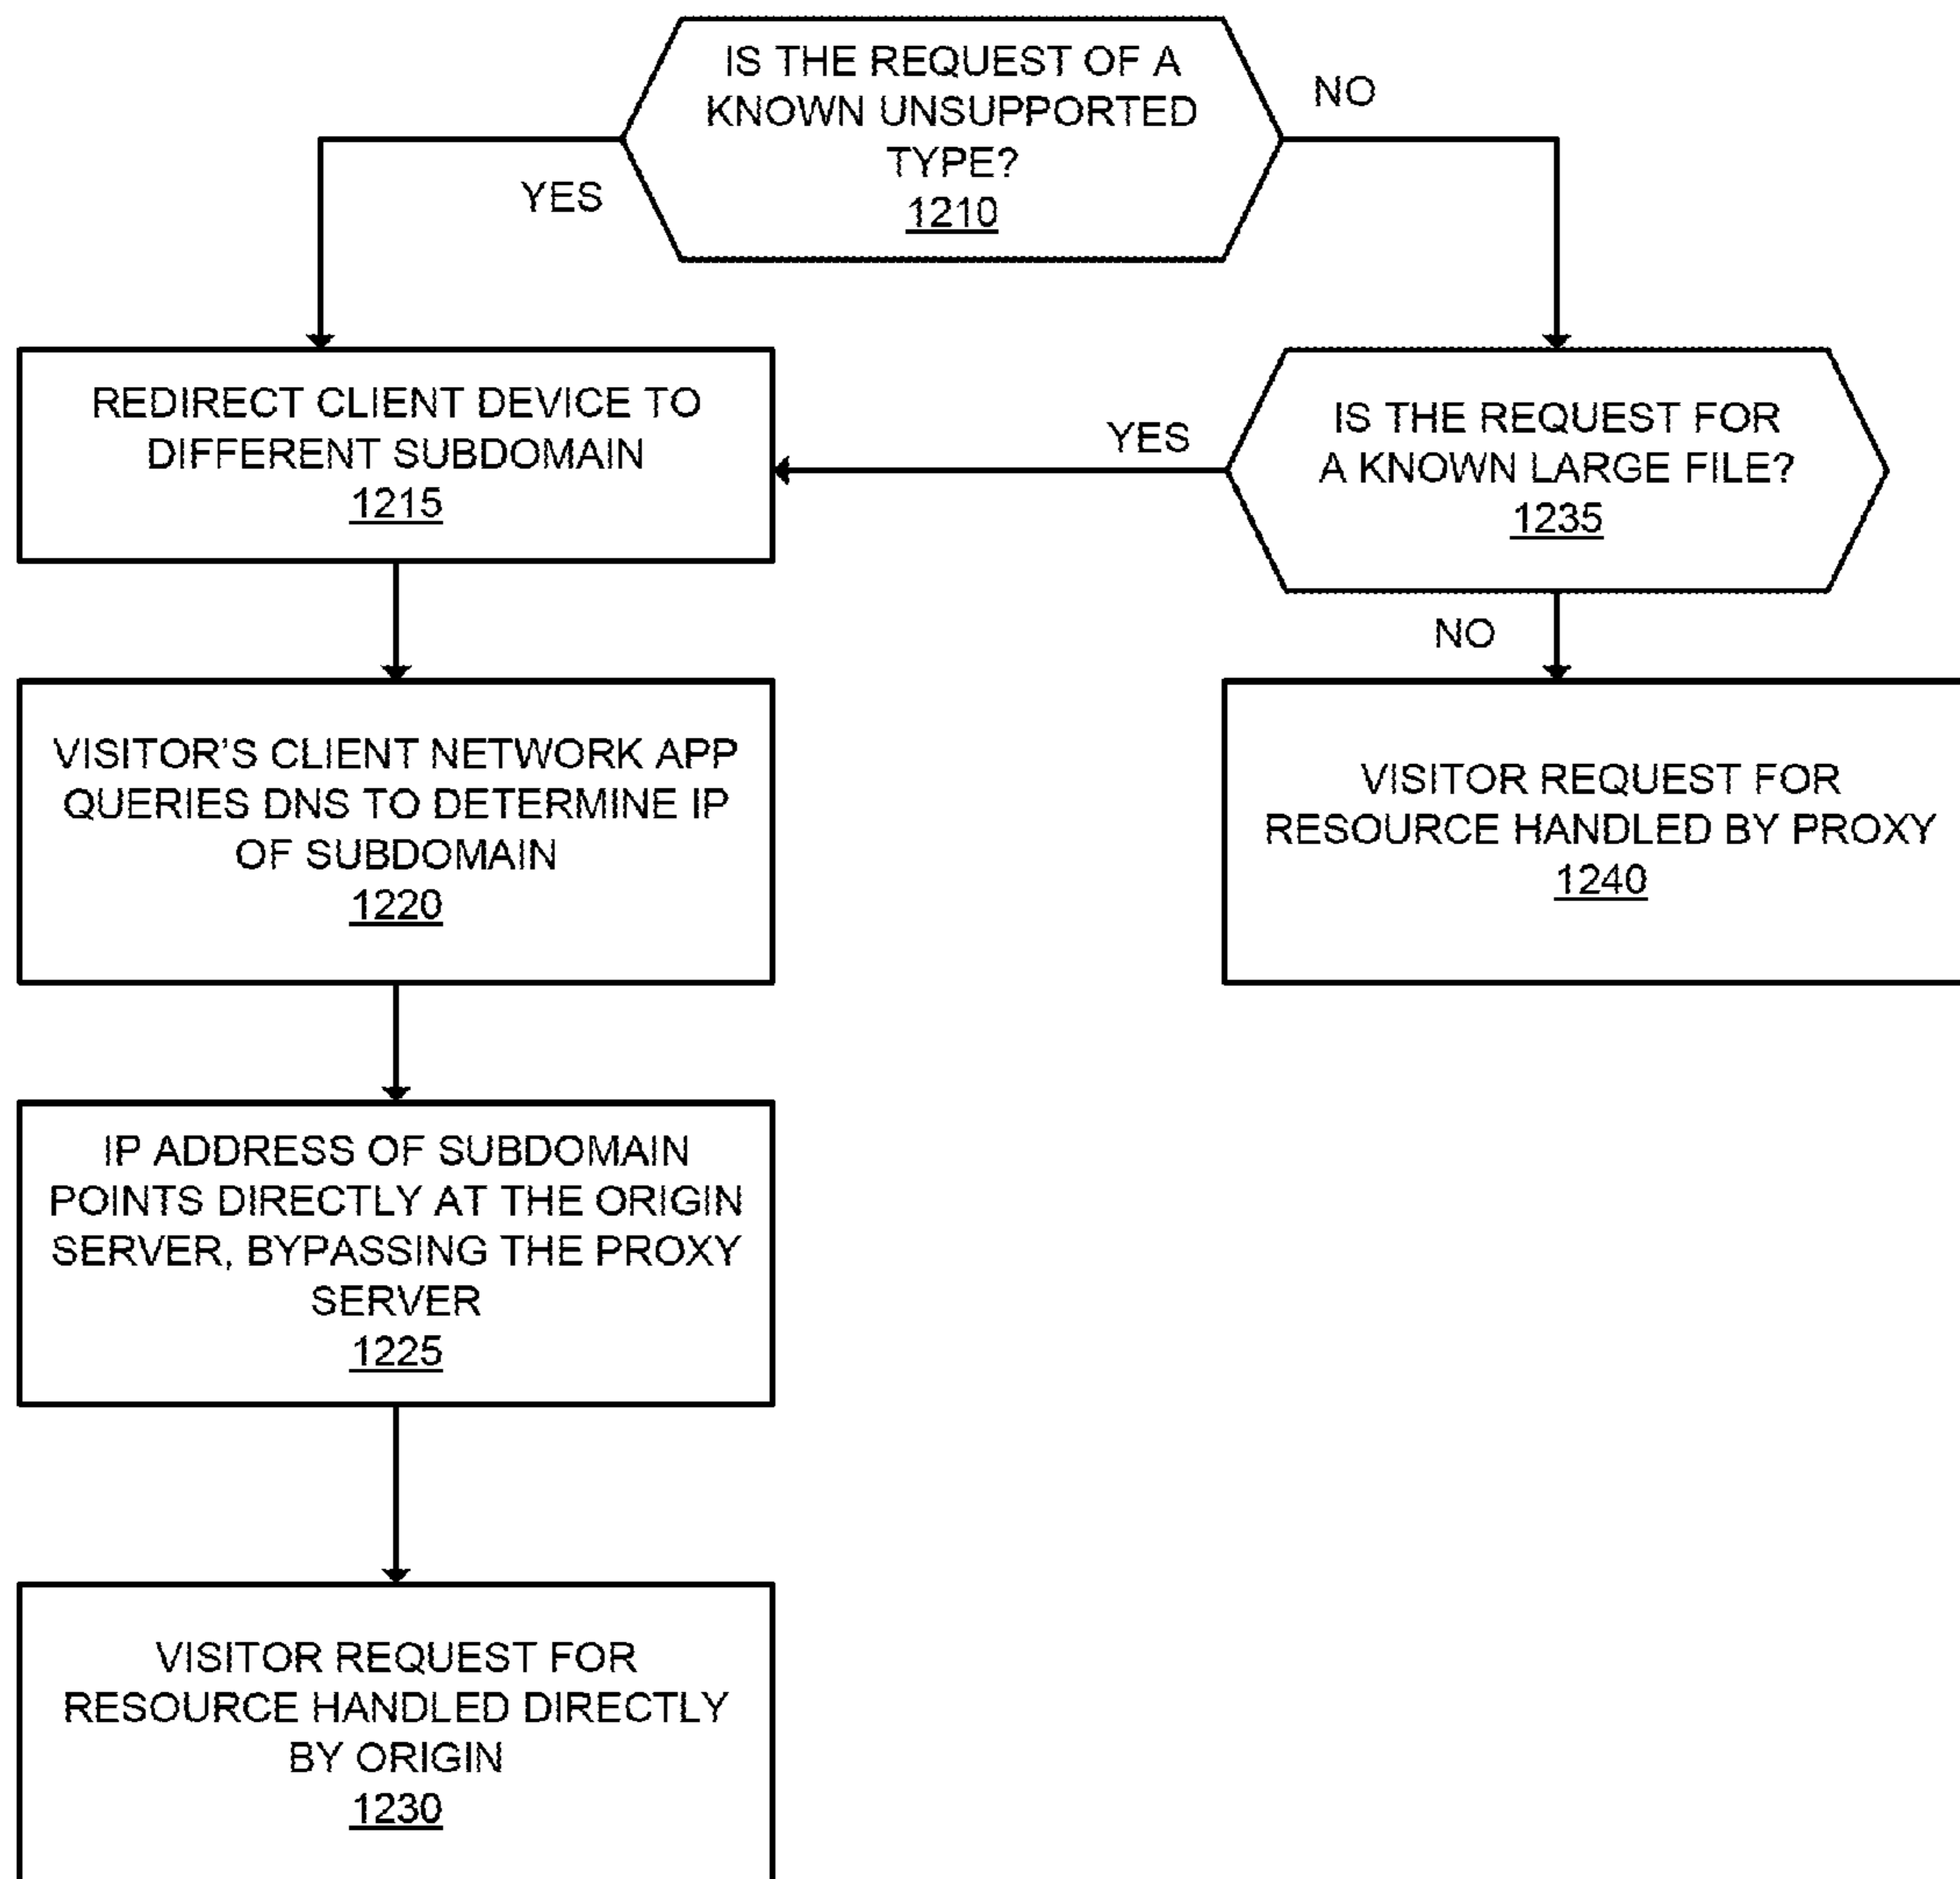 IS THE REQUEST OF A
KNOWN UNSUPPORTED
TYPE?
1210
NO
YES
REDIRECT CLIENT DEVICE TO
DIFFERENT SUBDOMAIN
1215
YES
IS THE REQUEST FOR
A KNOWN LARGE FILE?
1235
NO
VISITOR'S CLIENT NETWORK APP
QUERIES DNS TO DETERMINE IP
OF SUBDOMAIN
1220
VISITOR REQUEST FOR
RESOURCE HANDLED BY PROXY
1240
IP ADDRESS OF SUBDOMAIN
POINTS DIRECTLY AT THE ORIGIN
SERVER, BYPASSING THE PROXY
SERVER
1225
VISITOR REQUEST FOR
RESOURCE HANDLED DIRECTLY
BY ORIGIN
1230